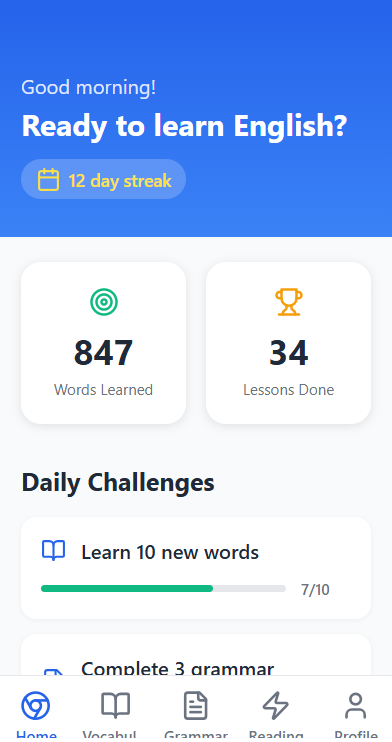 Good morning!
Ready to learn English?
12 day streak
847
Words Learned
34
Lessons Done
Daily Challenges
Learn 10 new words
7/10
Complete 3 grammar
Home
Vocabul
Grammar
Reading
Profile